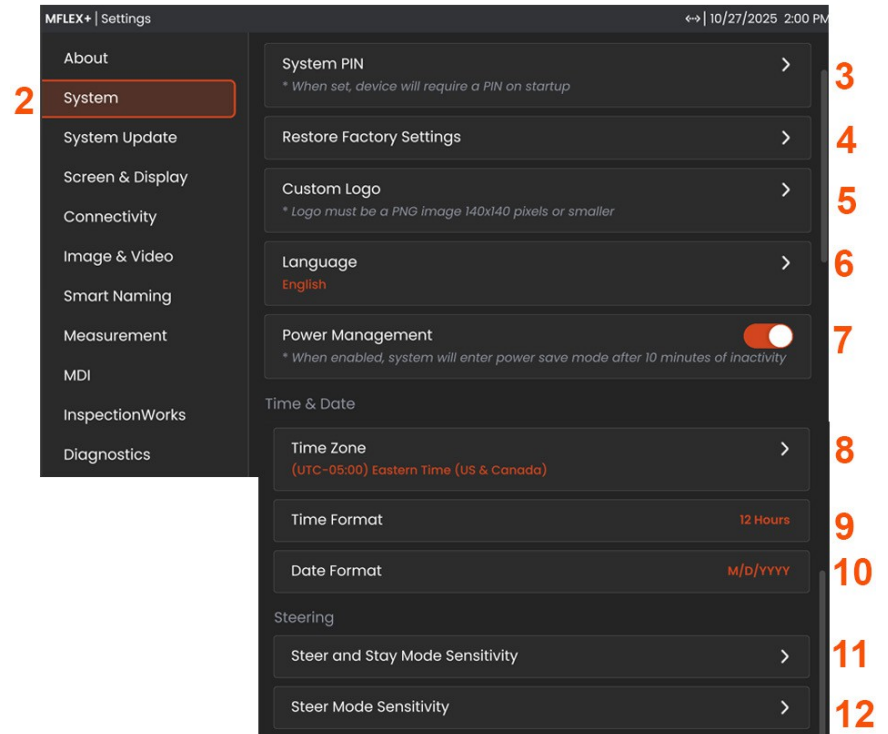 MFLEX+ | Settings
10/27/2025 2:00 PM
About
2
System
System Update
Screen & Display
Connectivity
Image & Video
Smart Naming
Measurement
MDI
InspectionWorks
Diagnostics
System PIN
* When set, device will require a PIN on startup
3
Restore Factory Settings
4
Custom Logo
* Logo must be a PNG image 140x140 pixels or smaller
5
Language
English
6
Power Management
* When enabled, system will enter power save mode after 10 minutes of inactivity
7
Time & Date
Time Zone
(UTC-05:00) Eastern Time (US & Canada)
8
Time Format 12 Hours
9
Date Format M/D/YYYY
10
Steering
Steer and Stay Mode Sensitivity
11
Steer Mode Sensitivity
12